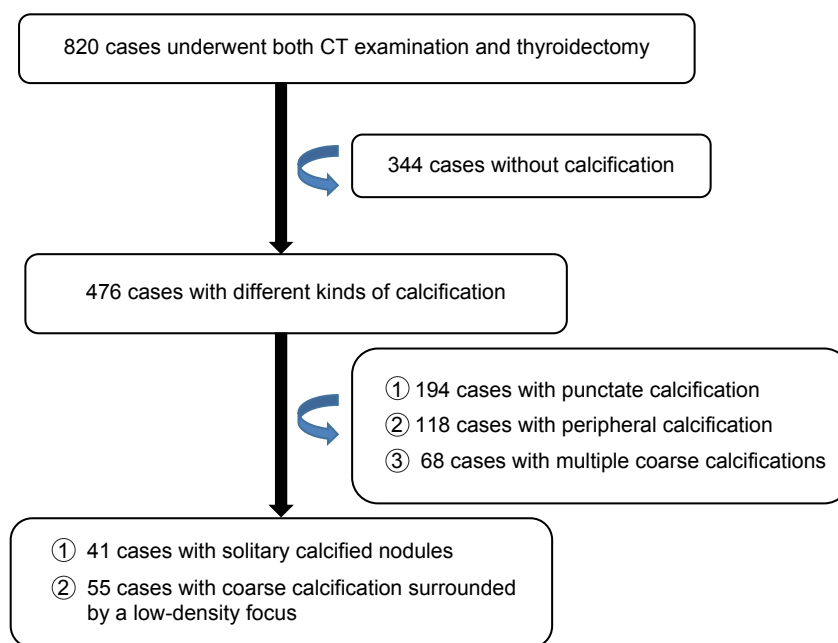 820 cases underwent both CT examination and thyroidectomy
344 cases without calcification
476 cases with different kinds of calcification
① 194 cases with punctate calcification
② 118 cases with peripheral calcification
③ 68 cases with multiple coarse calcifications
① 41 cases with solitary calcified nodules
② 55 cases with coarse calcification surrounded
by a low-density focus